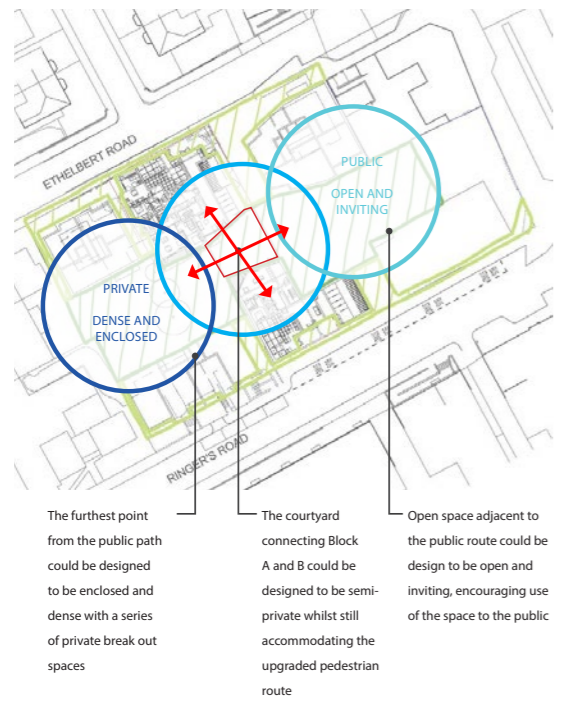 ETHELBERT ROAD
PUBLIC
OPEN AND
INVITING
PRIVATE
DENSE AND
ENCLOSED
RINGER'S ROAD
The furthest point
from the public path
could be designed
to be enclosed and
dense with a series
of private break out
spaces
The courtyard
connecting Block
A and B could be
designed to be semi-
private whilst still
accommodating the
upgraded pedestrian
route
Open space adjacent to
the public route could be
design to be open and
inviting, encouraging use
of the space to the public